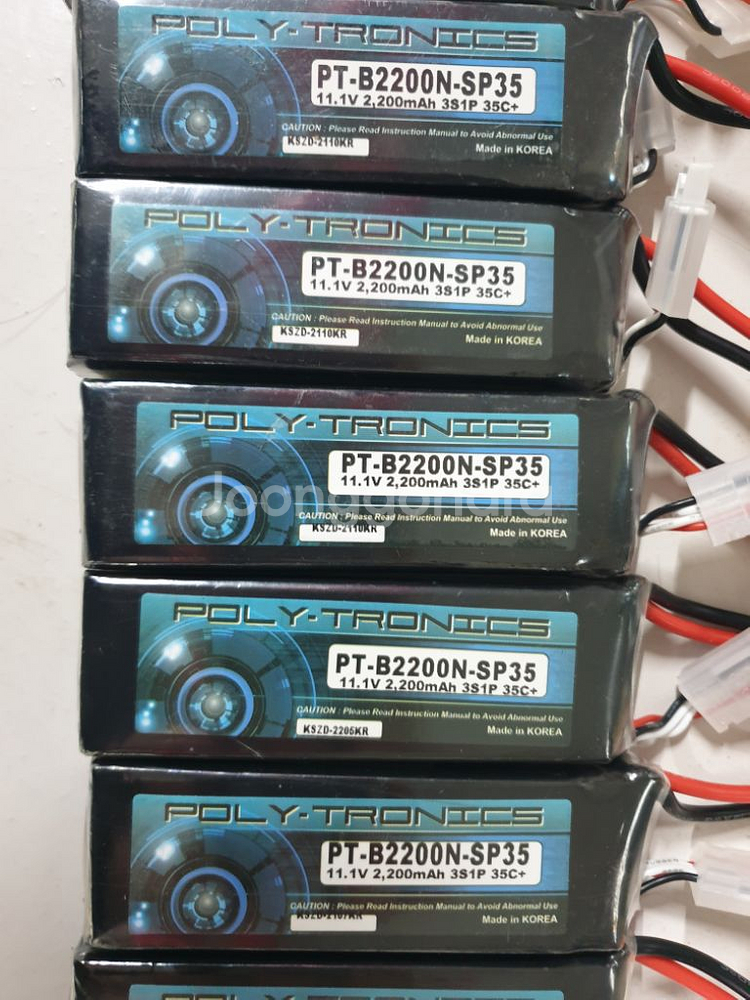 POLY-TRONICS
PT-B2200N-SP35
11.1V 2,200mAh 3S1P 35C+
CAUTION : Please Read Instruction Manual to Avoid Abnormal Use
KSZD-2110KR
Made in KOREA
POLY-TRONICS
PT-B2200N-SP35
11.1V 2,200mAh 3S1P 35C+
CAUTION : Please Read Instruction Manual to Avoid Abnormal Use
KSZD-2110KR
Made in KOREA
POLY-TRONICS
PT-B2200N-SP35
11.1V 2,200mAh 3S1P 35C+
CAUTION : Please Read Instruction Manual to Avoid Abnormal Use
KSZD-2110KR
Made in KOREA
POLY-TRONICS
PT-B2200N-SP35
11.1V 2,200mAh 3S1P 35C+
CAUTION : Please Read Instruction Manual to Avoid Abnormal Use
KSZD-2205KR
Made in KOREA
POLY-TRONICS
PT-B2200N-SP35
11.1V 2,200mAh 3S1P 35C+
CAUTION : Please Read Instruction Manual to Avoid Abnormal Use
KSZD-2107KR
Made in KOREA